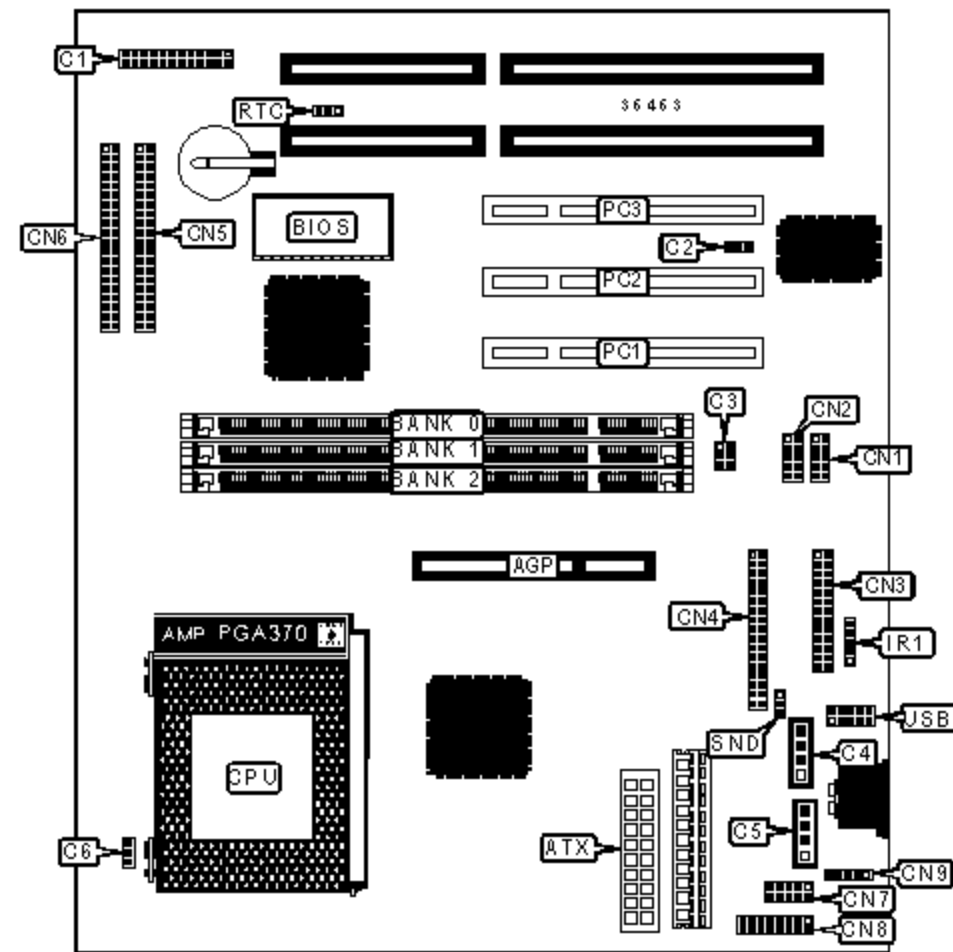 C1
RTC
36463
CN6
CN5
BIOS
PC3
C2
PC2
PC1
C3
CN2
CN1
BANK 0
BANK 1
BANK 2
AGP
CN3
CN4
IR1
AMP PGA370
USB
SND
C4
CPU
C5
ATX
C6
CN9
CN7
CN8